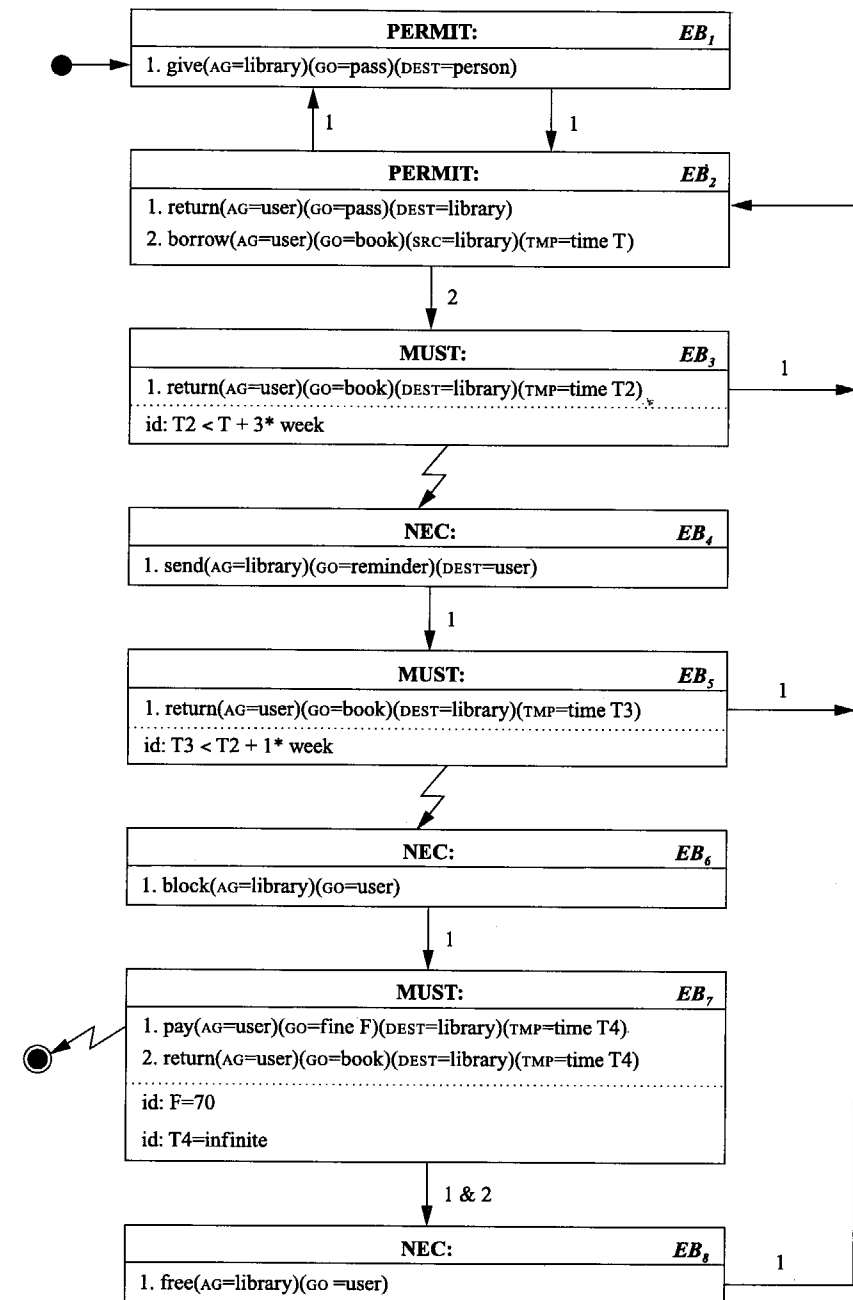 PERMIT: EB1
1. give(AG=library)(GO=pass)(DEST=person)
1 1
PERMIT: EB2
1. return(AG=user)(GO=pass)(DEST=library)
2. borrow(AG=user)(GO=book)(SRC=library)(TMP=time T)
2
MUST: EB3
1. return(AG=user)(GO=book)(DEST=library)(TMP=time T2)
1
id: T2 < T + 3* week
NEC: EB4
1. send(AG=library)(GO=reminder)(DEST=user)
1
MUST: EB5
1. return(AG=user)(GO=book)(DEST=library)(TMP=time T3)
1
id: T3 < T2 + 1* week
NEC: EB6
1. block(AG=library)(GO=user)
1
MUST: EB7
1. pay(AG=user)(GO=fine F)(DEST=library)(TMP=time T4)
2. return(AG=user)(GO=book)(DEST=library)(TMP=time T4)
id: F=70
id: T4=infinite
1 & 2
NEC: EB8
1. free(AG=library)(GO =user)
1